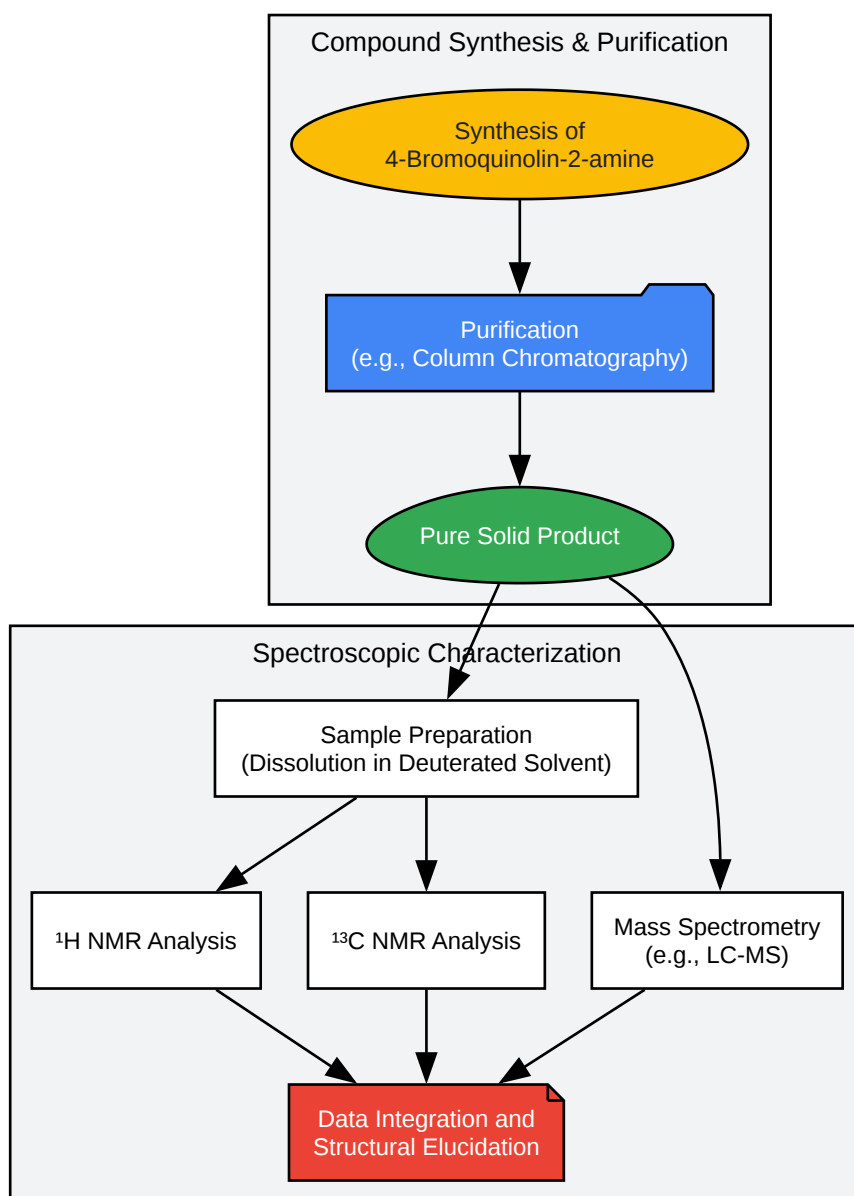 Compound Synthesis & Purification
Synthesis of
4-Bromoquinolin-2-amine
Purification
(e.g., Column Chromatography)
Pure Solid Product
Spectroscopic Characterization
Sample Preparation
(Dissolution in Deuterated Solvent)
¹H NMR Analysis
¹³C NMR Analysis
Mass Spectrometry
(e.g., LC-MS)
Data Integration and
Structural Elucidation